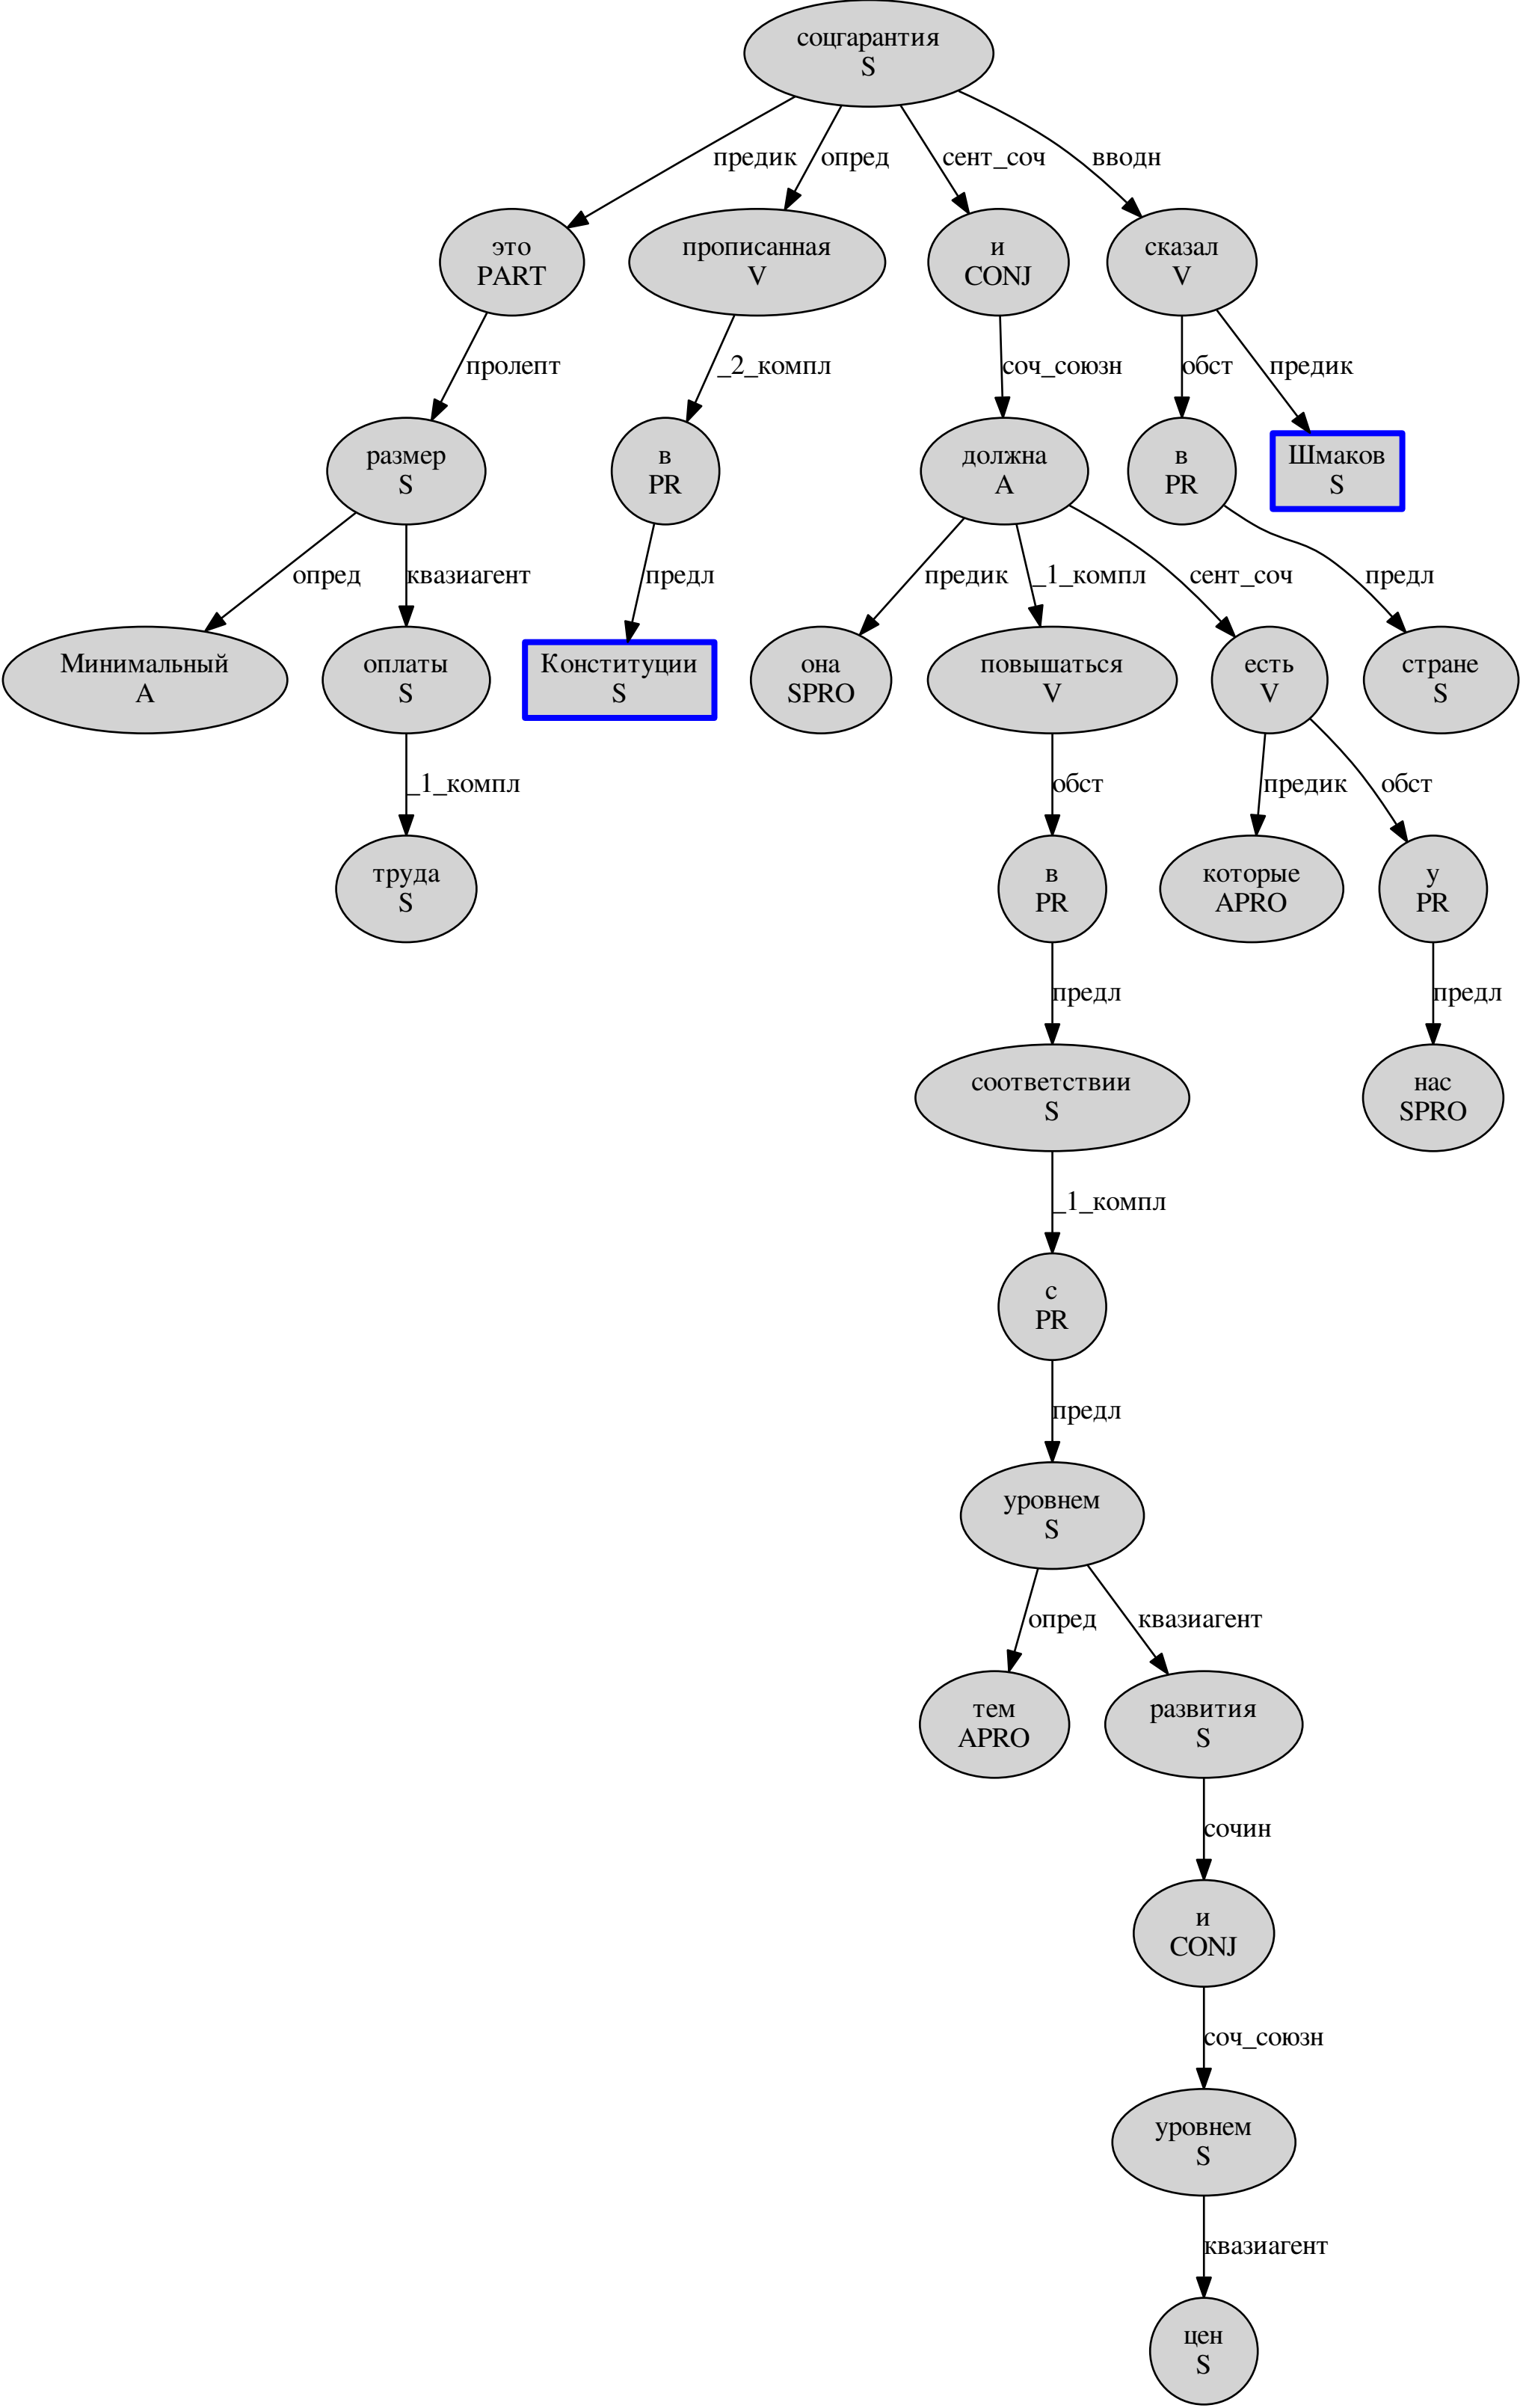 соцгарантия
S
предик
опред
сент_соч
вводн
это
PART
прописанная
V
и
CONJ
сказал
V
пролепт
_2_компл
соч_союзн
обст
предик
размер
S
в
PR
должна
A
в
PR
Шмаков
S
опред
квазиагент
предл
предик
_1_компл
сент_соч
предл
Минимальный
A
оплаты
S
Конституции
S
она
SPRO
повышаться
V
есть
V
стране
S
_1_компл
обст
предик
обст
труда
S
в
PR
которые
APRO
у
PR
предл
предл
соответствии
S
нас
SPRO
_1_компл
с
PR
предл
уровнем
S
опред
квазиагент
тем
APRO
развития
S
сочин
и
CONJ
соч_союзн
уровнем
S
квазиагент
цен
S